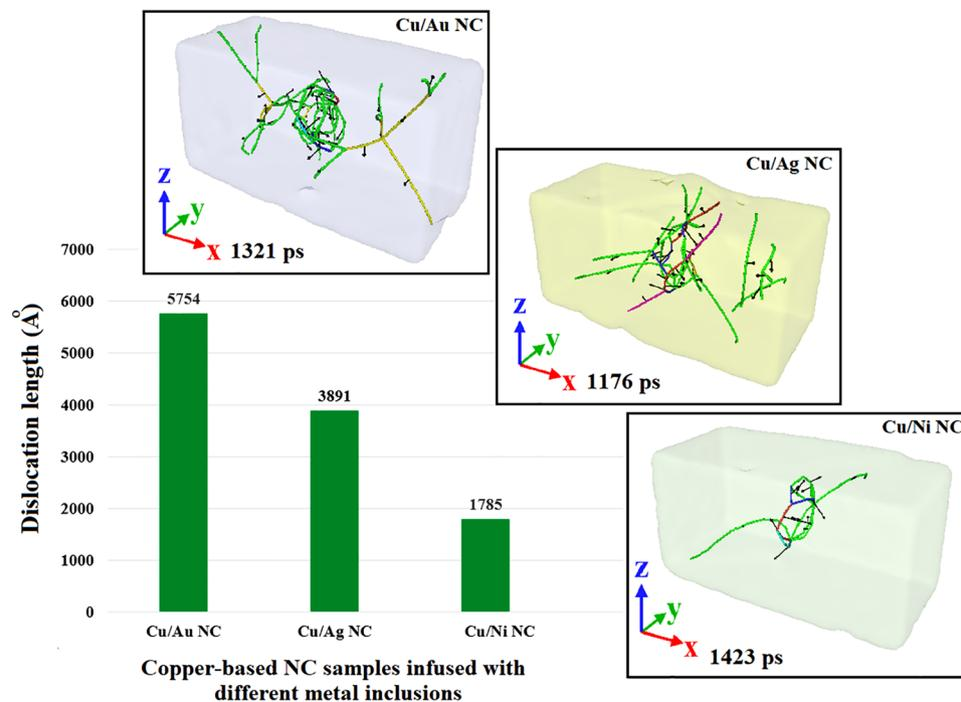 Cu/Au NC
Z
y
X
1321 ps
Cu/Ag NC
Z
y
X
1176 ps
Cu/Ni NC
Z
y
X
1423 ps
Dislocation length (Å)
7000
6000
5000
4000
3000
2000
1000
0
5754
3891
1785
Cu/Au NC
Cu/Ag NC
Cu/Ni NC
Copper-based NC samples infused with
different metal inclusions